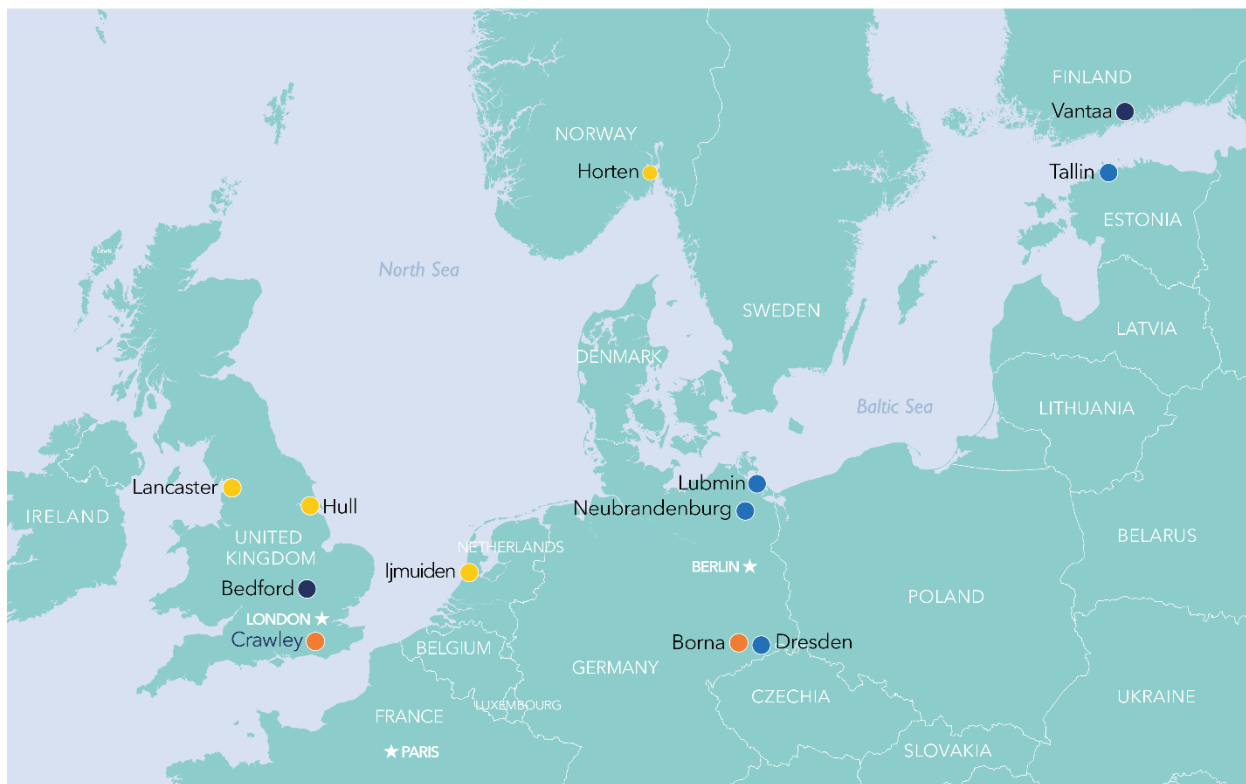 FINLAND
Vantaa
NORWAY
Horten
Tallin
ESTONIA
Lewis
North Sea
SWEDEN
LATVIA
DENMARK
Baltic Sea
LITHUANIA
Lancaster
Lubmin
Hull
Neubrandenburg
IRELAND
UNITED
KINGDOM
NETHERLANDS
BELARUS
Ijmuiden
BERLIN
Bedford
POLAND
LONDON
Crawley
Borna
Dresden
BELGIUM
GERMANY
CZECHIA
UKRAINE
LUXEMBOURG
FRANCE
PARIS
SLOVAKIA